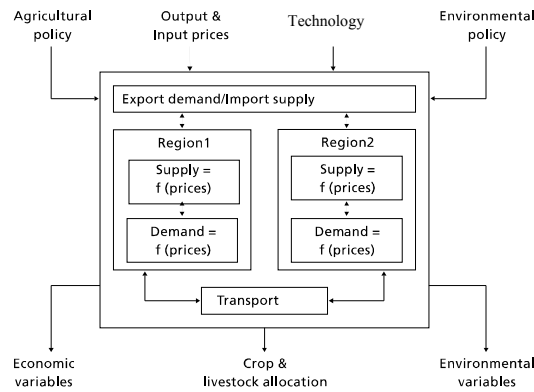 Agricultural
policy
Output &
Input prices
Technology
Environmental
policy
Export demand/Import supply
Region1
Supply =
f (prices)
Demand =
f (prices)
Region2
Supply =
f (prices)
Demand =
f (prices)
Transport
Economic
variables
Crop &
livestock allocation
Environmental
variables